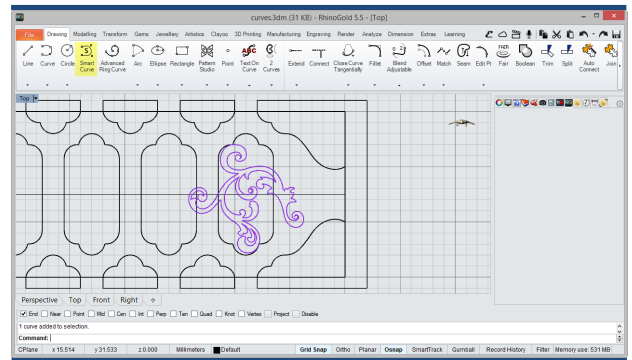 curves.3dm (31 KB) - RhinoGold 5.5 - [Top]
File Drawing Modelling Transform Gems Jewellery Artistics Clayoo 3D Printing Manufacturing Engraving Render Analyze Dimension Extras Learning
Line Curve Circle Smart Curve Advanced Ring Curve Arc Ellipse Rectangle Pattern Studio Point Text On Curve 2 Curves Extend Connect Close Curve Tangentially Fillet Blend Adjustable Offset Match Seam Edit Pt Fair Boolean Trim Split Auto Connect Join
Top
Perspective Top Front Right
End Near Point Mid Cen Int Perp Tan Quad Knot Vertex Project Disable
1 curve added to selection.
Command:
CPlane x 15.514 y 31.533 z 0.000 Millimeters Default Grid Snap Ortho Planar Osnap SmartTrack Gumball Record History Filter Memory use: 531 MB